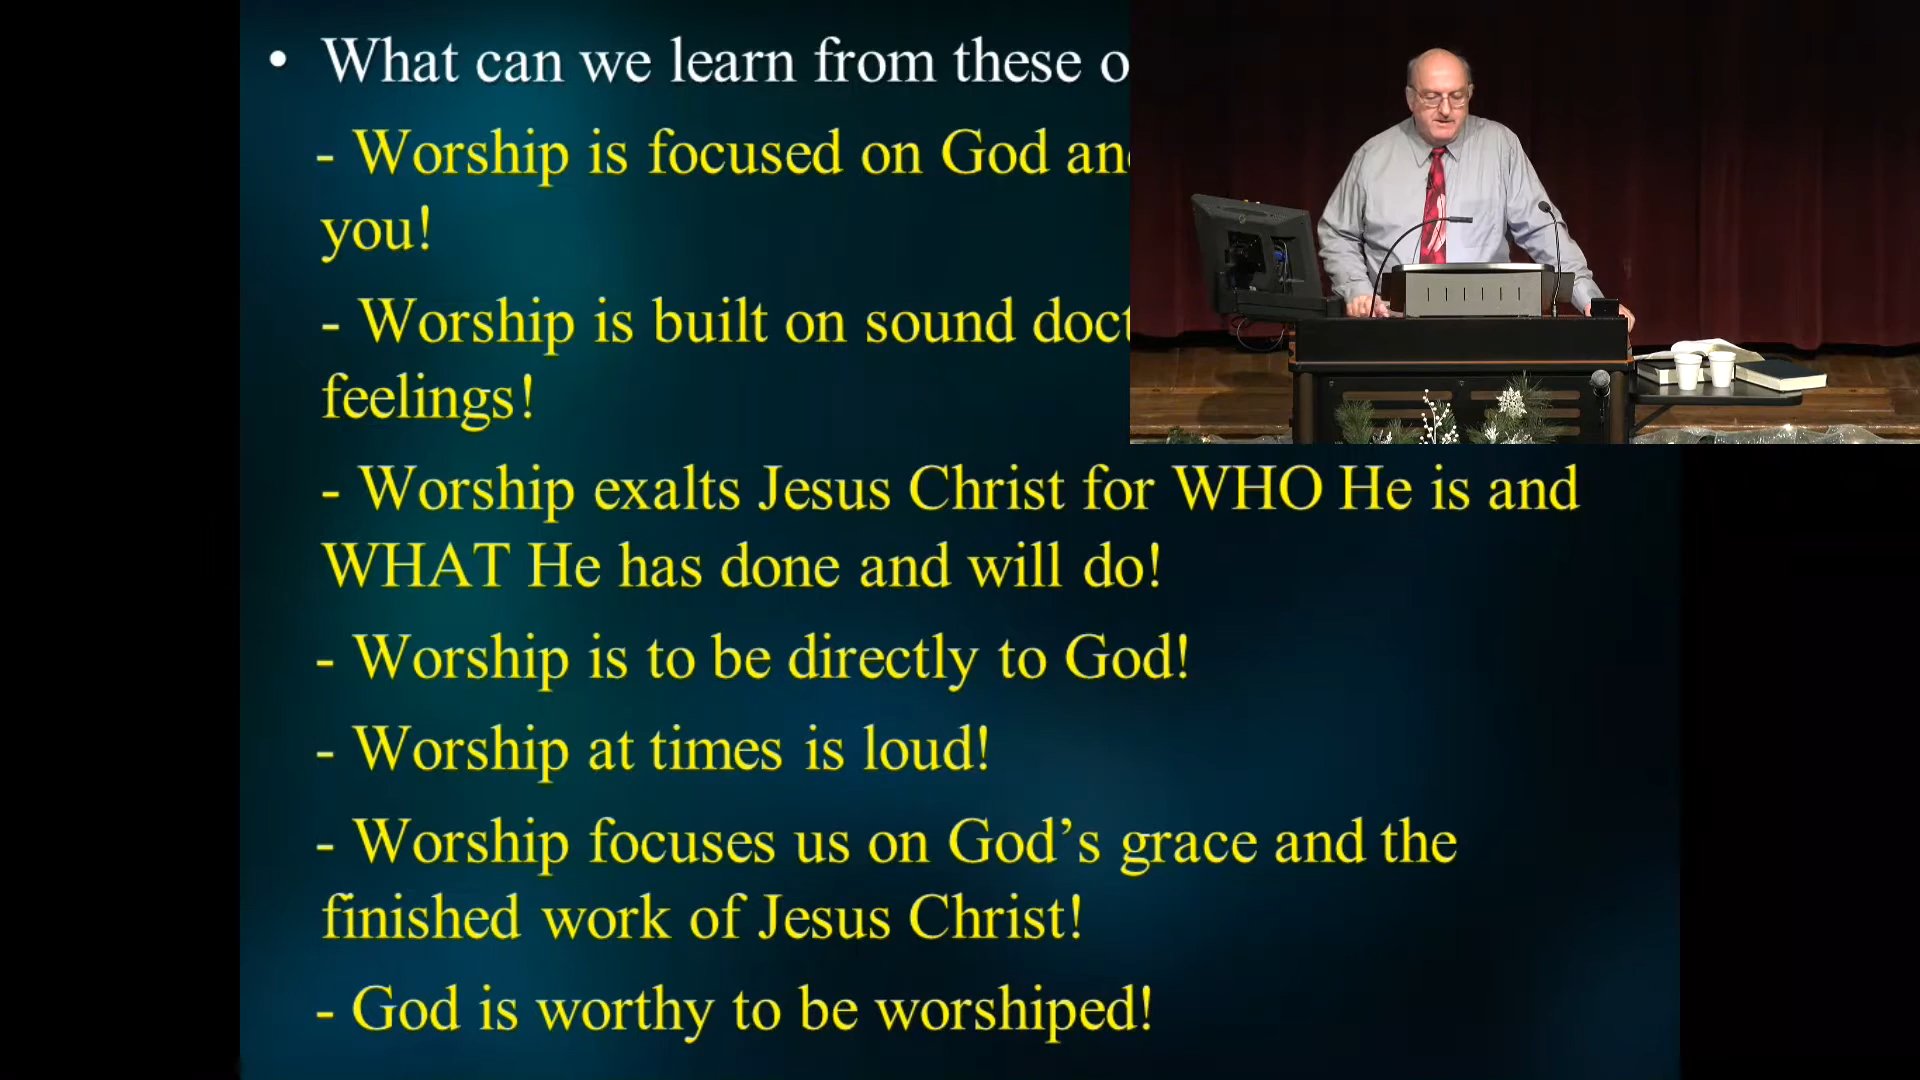 • What can we learn from these
- Worship is focused on God
you!
- Worship is built on sound
feelings!
- Worship exalts Jesus Christ for WHO He is and
WHAT He has done and will do!
- Worship is to be directly to God!
- Worship at times is loud!
- Worship focuses us on God’s grace and the
finished work of Jesus Christ!
- God is worthy to be worshiped!